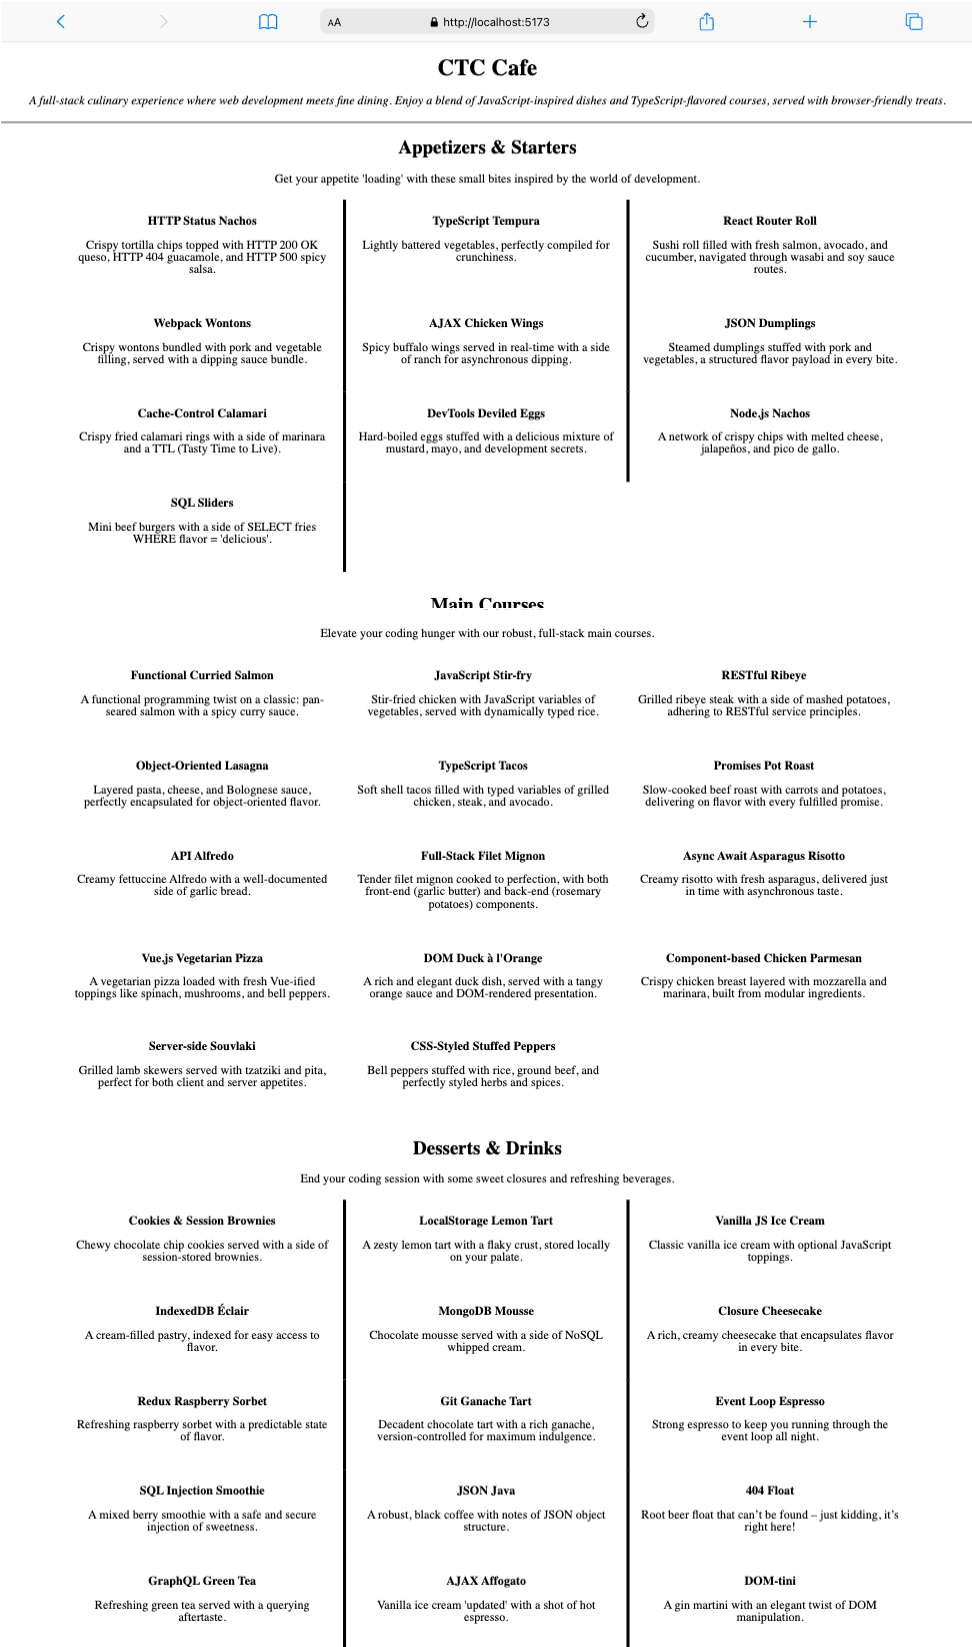 AA
http://localhost:5173
CTC Cafe
A full-stack culinary experience where web development meets fine dining. Enjoy a blend of JavaScript-inspired dishes and TypeScript-flavored courses, served with browser-friendly treats.
Appetizers & Starters
Get your appetite 'loading' with these small bites inspired by the world of development.
HTTP Status Nachos
Crispy tortilla chips topped with HTTP 200 OK
queso, HTTP 404 guacamole, and HTTP 500 spicy
salsa.
TypeScript Tempura
Lightly battered vegetables, perfectly compiled for
crunchiness.
React Router Roll
Sushi roll filled with fresh salmon, avocado, and
cucumber, navigated through wasabi and soy sauce
routes.
Webpack Wontons
Crispy wontons bundled with pork and vegetable
filling, served with a dipping sauce bundle.
AJAX Chicken Wings
Spicy buffalo wings served in real-time with a side
of ranch for asynchronous dipping.
JSON Dumplings
Steamed dumplings stuffed with pork and
vegetables, a structured flavor payload in every bite.
Cache-Control Calamari
Crispy fried calamari rings with a side of marinara
and a TTL (Tasty Time to Live).
DevTools Deviled Eggs
Hard-boiled eggs stuffed with a delicious mixture of
mustard, mayo, and development secrets.
Node.js Nachos
A network of crispy chips with melted cheese,
jalapeños, and pico de gallo.
SQL Sliders
Mini beef burgers with a side of SELECT fries
WHERE flavor = 'delicious'.
Main Courses
Elevate your coding hunger with our robust, full-stack main courses.
Functional Curried Salmon
A functional programming twist on a classic: pan-
seared salmon with a spicy curry sauce.
JavaScript Stir-fry
Stir-fried chicken with JavaScript variables of
vegetables, served with dynamically typed rice.
RESTful Ribeye
Grilled ribeye steak with a side of mashed potatoes,
adhering to RESTful service principles.
Object-Oriented Lasagna
Layered pasta, cheese, and Bolognese sauce,
perfectly encapsulated for object-oriented flavor.
TypeScript Tacos
Soft shell tacos filled with typed variables of grilled
chicken, steak, and avocado.
Promises Pot Roast
Slow-cooked beef roast with carrots and potatoes,
delivering on flavor with every fulfilled promise.
API Alfredo
Creamy fettuccine Alfredo with a well-documented
side of garlic bread.
Full-Stack Filet Mignon
Tender filet mignon cooked to perfection, with both
front-end (garlic butter) and back-end (rosemary
potatoes) components.
Async Await Asparagus Risotto
Creamy risotto with fresh asparagus, delivered just
in time with asynchronous taste.
Vue.js Vegetarian Pizza
A vegetarian pizza loaded with fresh Vue-ified
toppings like spinach, mushrooms, and bell peppers.
DOM Duck à l'Orange
A rich and elegant duck dish, served with a tangy
orange sauce and DOM-rendered presentation.
Component-based Chicken Parmesan
Crispy chicken breast layered with mozzarella and
marinara, built from modular ingredients.
Server-side Souvlaki
Grilled lamb skewers served with tzatziki and pita,
perfect for both client and server appetites.
CSS-Styled Stuffed Peppers
Bell peppers stuffed with rice, ground beef, and
perfectly styled herbs and spices.
Desserts & Drinks
End your coding session with some sweet closures and refreshing beverages.
Cookies & Session Brownies
Chewy chocolate chip cookies served with a side of
session-stored brownies.
LocalStorage Lemon Tart
A zesty lemon tart with a flaky crust, stored locally
on your palate.
Vanilla JS Ice Cream
Classic vanilla ice cream with optional JavaScript
toppings.
IndexedDB Éclair
A cream-filled pastry, indexed for easy access to
flavor.
MongoDB Mousse
Chocolate mousse served with a side of NoSQL
whipped cream.
Closure Cheesecake
A rich, creamy cheesecake that encapsulates flavor
in every bite.
Redux Raspberry Sorbet
Refreshing raspberry sorbet with a predictable state
of flavor.
Git Ganache Tart
Decadent chocolate tart with a rich ganache,
version-controlled for maximum indulgence.
Event Loop Espresso
Strong espresso to keep you running through the
event loop all night.
SQL Injection Smoothie
A mixed berry smoothie with a safe and secure
injection of sweetness.
JSON Java
A robust, black coffee with notes of JSON object
structure.
404 Float
Root beer float that can’t be found – just kidding, it’s
right here!
GraphQL Green Tea
Refreshing green tea served with a querying
aftertaste.
AJAX Affogato
Vanilla ice cream 'updated' with a shot of hot
espresso.
DOM-tini
A gin martini with an elegant twist of DOM
manipulation.